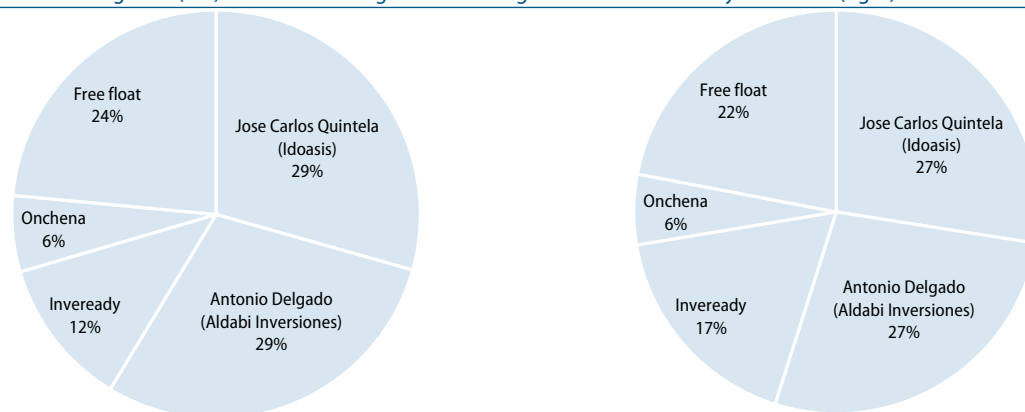 Free float
24%
Jose Carlos Quintela
(Idoasis)
29%
Onchena
6%
Inveready
12%
Antonio Delgado
(Aldabi Inversiones)
29%
Free float
22%
Jose Carlos Quintela
(Idoasis)
27%
Onchena
6%
Inveready
17%
Antonio Delgado
(Aldabi Inversiones)
27%